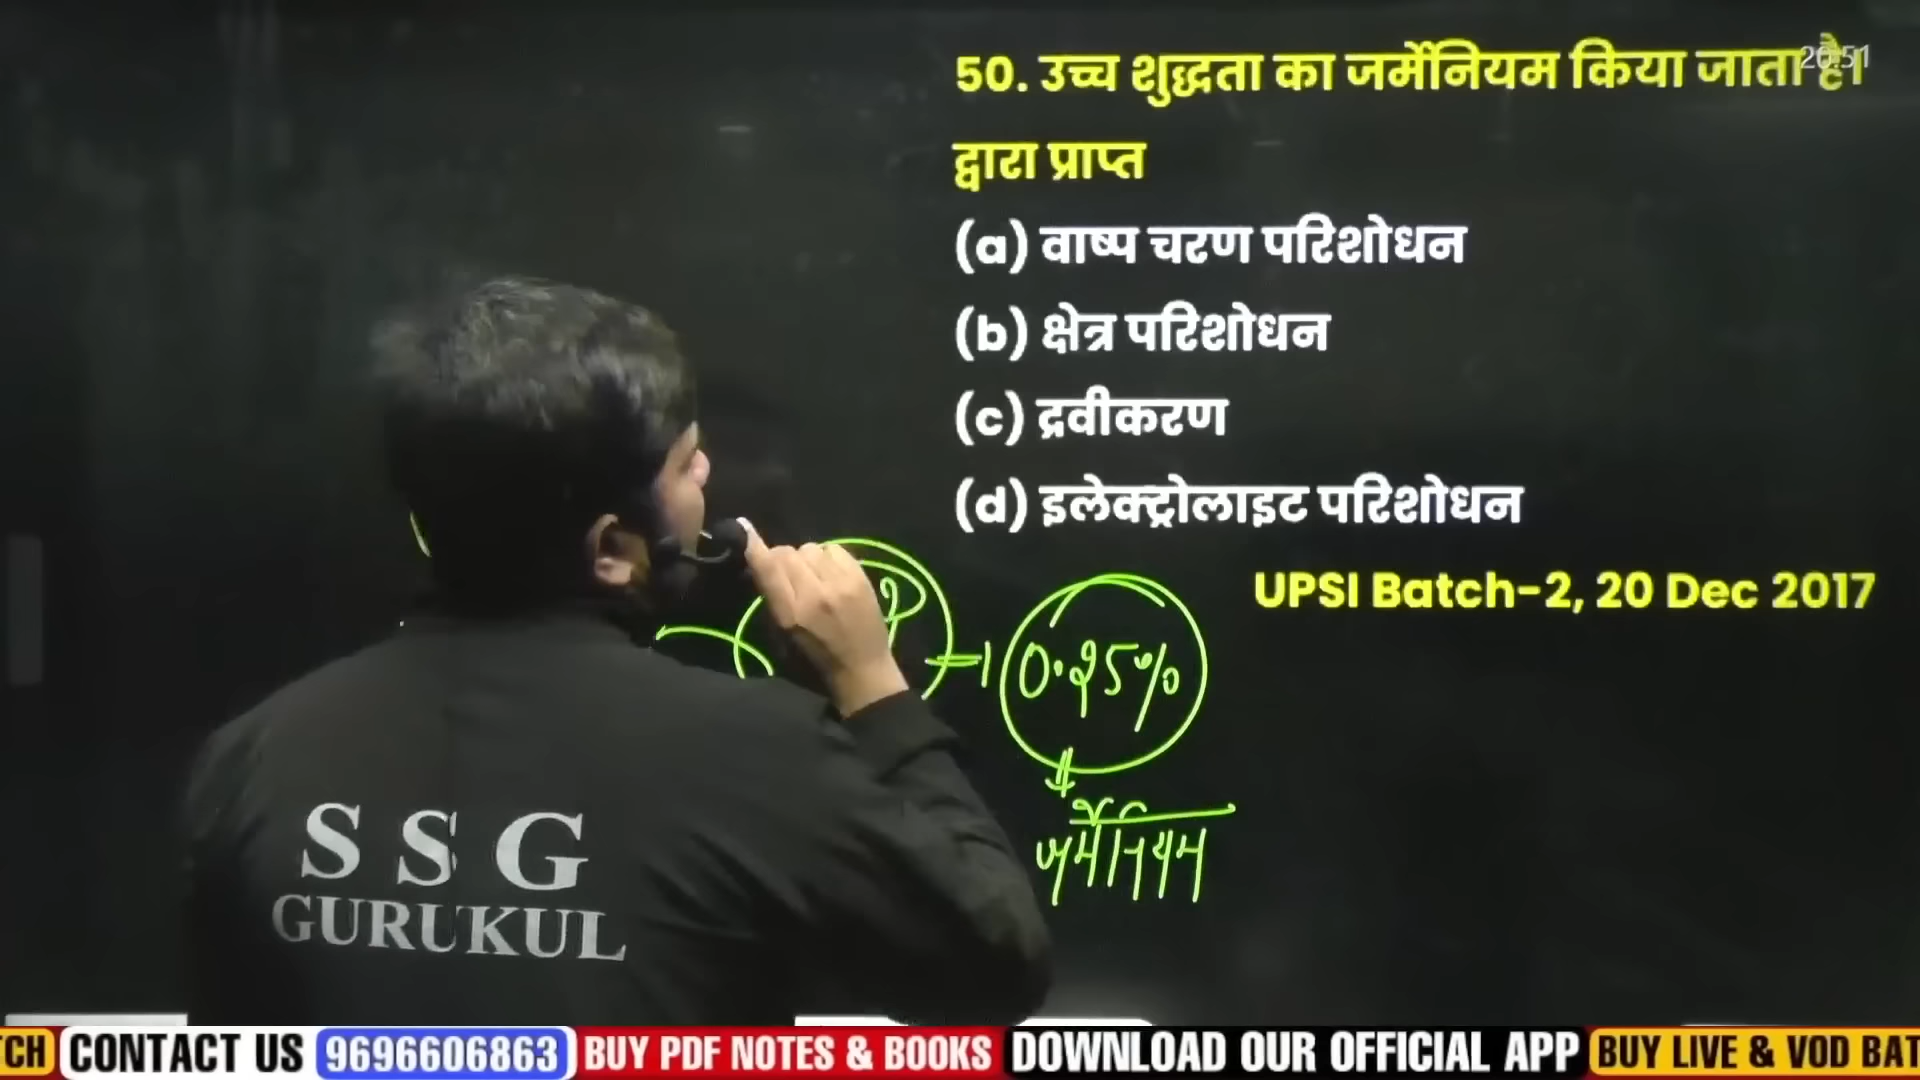 50. उच्च शुद्धता का जर्मेनियम किया जाता है।
20:51
द्वारा प्राप्त
(a) वाष्प चरण परिशोधन
(b) क्षेत्र परिशोधन
(c) द्रवीकरण
(d) इलेक्ट्रोलाइट परिशोधन
UPSI Batch-2, 20 Dec 2017
0.25%
जर्मेनियम
S S G
GURUKUL
CONTACT US 9696606863 BUY PDF NOTES & BOOKS DOWNLOAD OUR OFFICIAL APP BUY LIVE & VOD